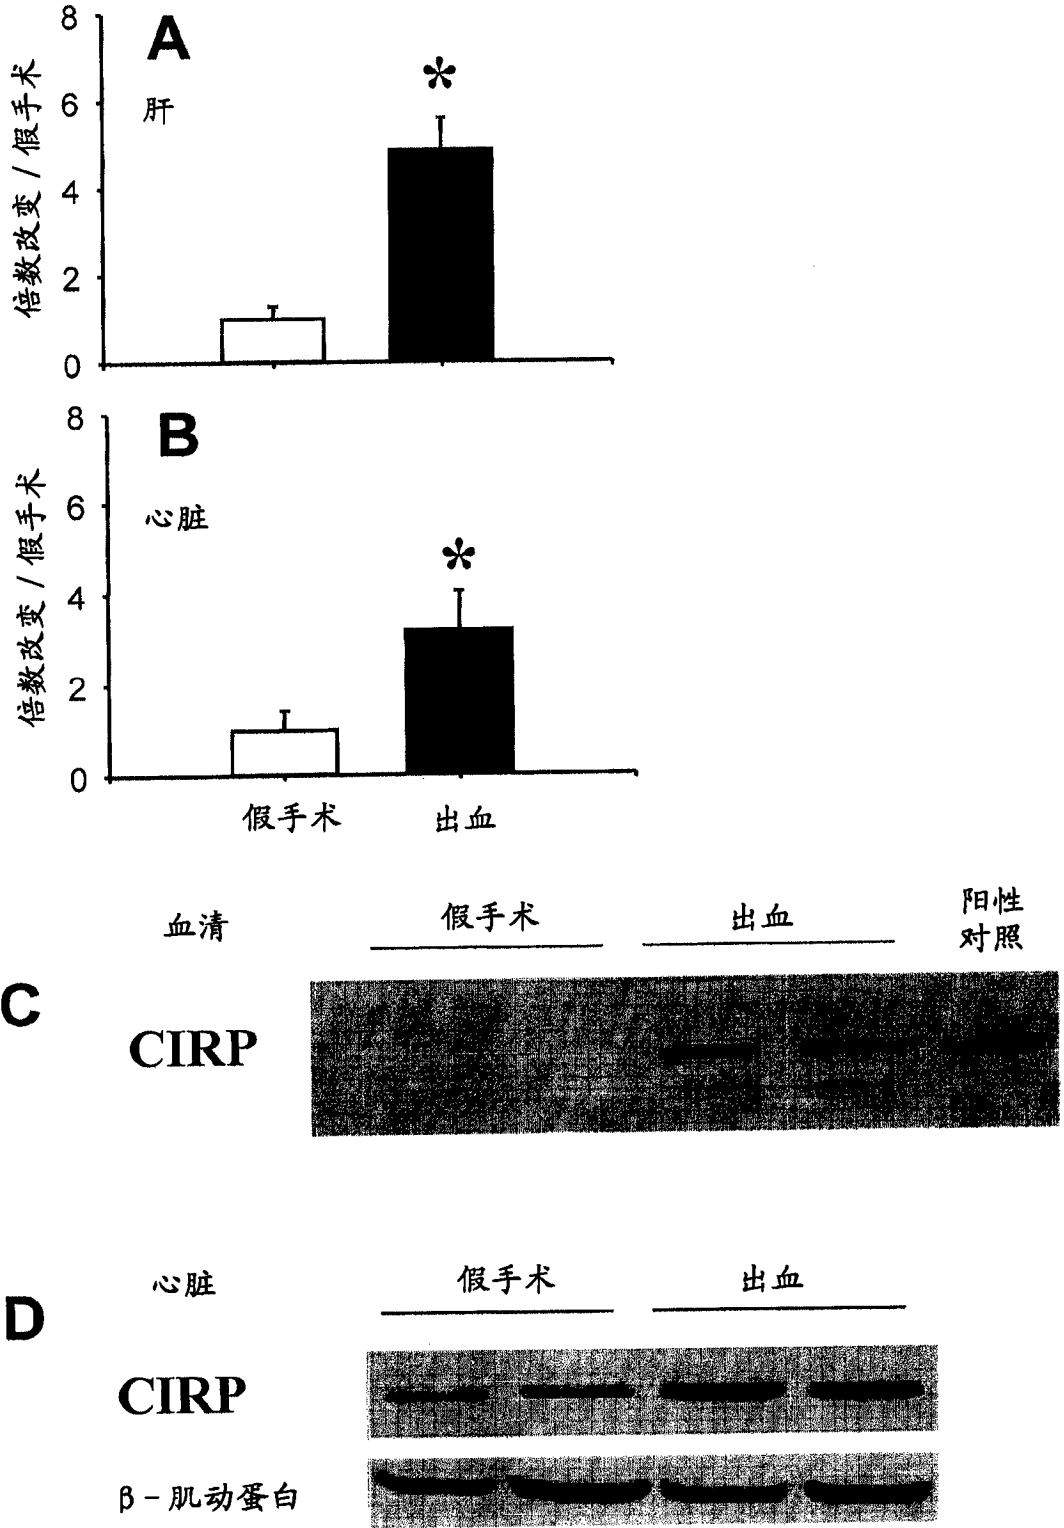 A
肝
*
倍数改变 / 假手术
8
6
4
2
0
B
心脏
*
倍数改变 / 假手术
8
6
4
2
0
假手术 出血
血清 假手术 出血 阳性
对照
C
CIRP
心脏 假手术 出血
D
CIRP
β-肌动蛋白